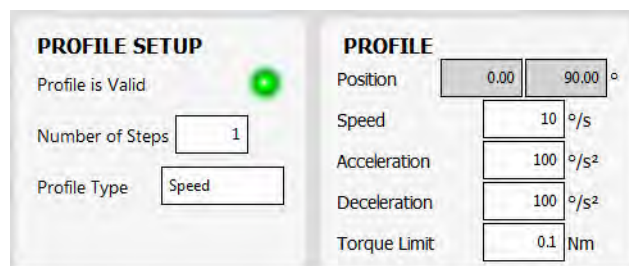 PROFILE SETUP
Profile is Valid
Number of Steps 1
Profile Type Speed
PROFILE
Position 0.00 90.00 º
Speed 10 º/s
Acceleration 100 º/s²
Deceleration 100 º/s²
Torque Limit 0.1 Nm